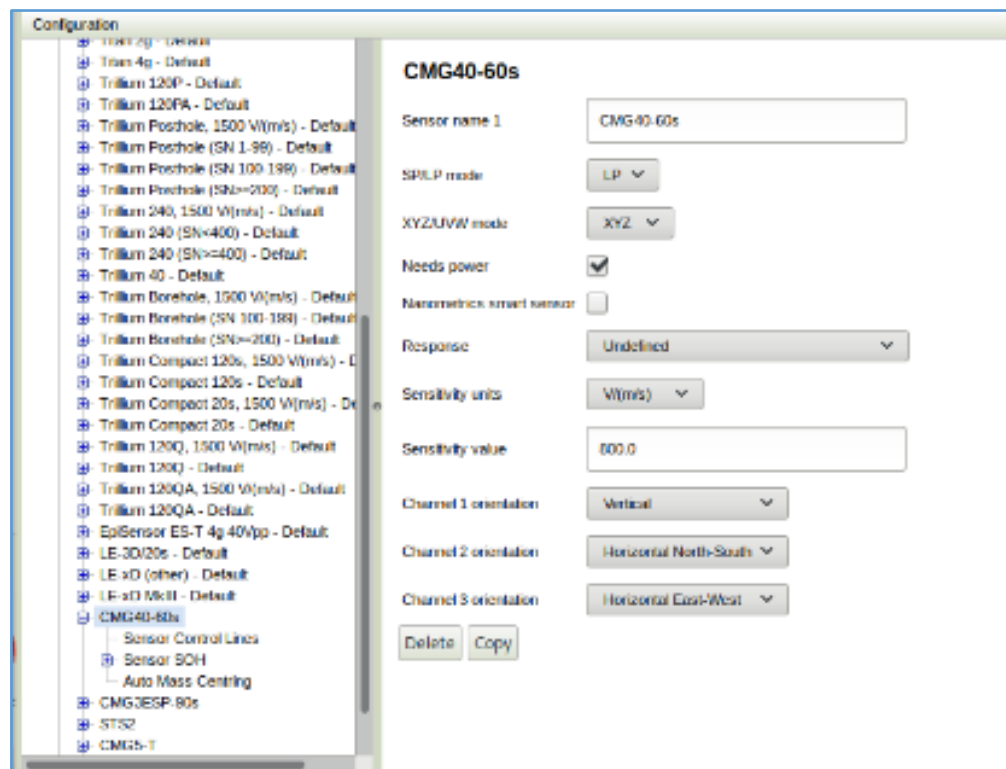 Configuration
Titan 2g - Default
Titan 4g - Default
Trillium 120P - Default
Trillium 120PA - Default
Trillium Posthole, 1500 V/(m/s) - Default
Trillium Posthole (SN 1-99) - Default
Trillium Posthole (SN 100-199) - Default
Trillium Posthole (SN>=200) - Default
Trillium 240, 1500 V/(m/s) - Default
Trillium 240 (SN<400) - Default
Trillium 240 (SN>=400) - Default
Trillium 40 - Default
Trillium Borehole, 1500 V/(m/s) - Default
Trillium Borehole (SN 100-199) - Default
Trillium Borehole (SN>=200) - Default
Trillium Compact 120s, 1500 V/(m/s) - D
Trillium Compact 120s - Default
Trillium Compact 20s, 1500 V/(m/s) - De
Trillium Compact 20s - Default
Trillium 120Q, 1500 V/(m/s) - Default
Trillium 120Q - Default
Trillium 120QA, 1500 V/(m/s) - Default
Trillium 120QA - Default
EpiSensor ES-T 4g 40Vpp - Default
LE-3D/20s - Default
LE-xD (other) - Default
LE-xD MkIII - Default
CMG40-60s
Sensor Control Lines
Sensor SOH
Auto Mass Centring
CMG3ESP-90s
STS2
CMG5-T
CMG40-60s
Sensor name 1 CMG40-60s
SP/LP mode LP
XYZ/UVW mode XYZ
Needs power
Nanometrics smart sensor
Response Undefined
Sensitivity units V/(m/s)
Sensitivity value 800.0
Channel 1 orientation Vertical
Channel 2 orientation Horizontal North-South
Channel 3 orientation Horizontal East-West
Delete Copy